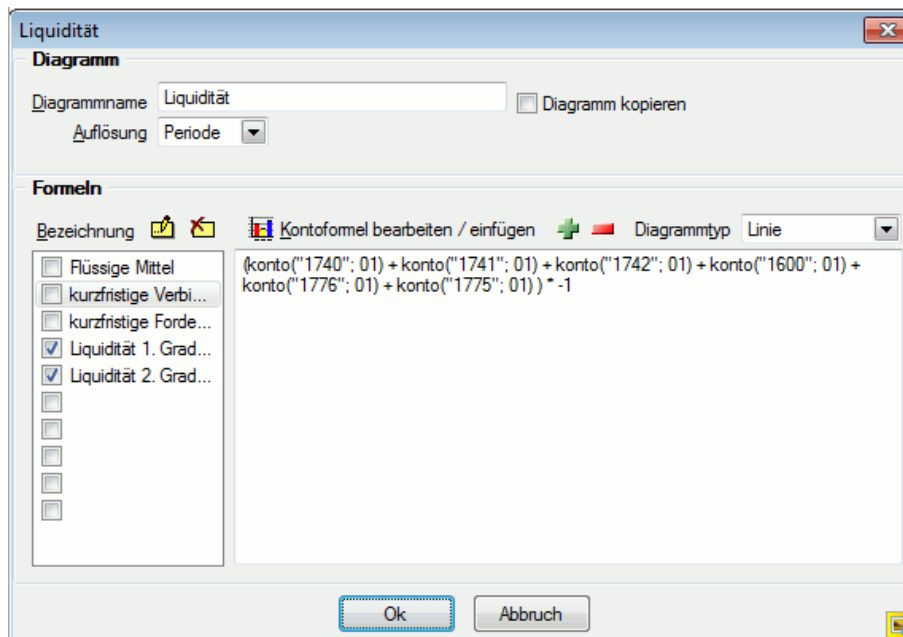 Liquidität
Diagramm
Diagrammname Liquidität Diagramm kopieren
Auflösung Periode
Formeln
Bezeichnung Kontoformel bearbeiten / einfügen Diagrammtyp Linie
Flüssige Mittel
kurzfristige Verbi...
kurzfristige Forde...
Liquidität 1. Grad...
Liquidität 2. Grad...
(konto("1740"; 01) + konto("1741"; 01) + konto("1742"; 01) + konto("1600"; 01) +
konto("1776"; 01) + konto("1775"; 01) ) * -1
Ok Abbruch